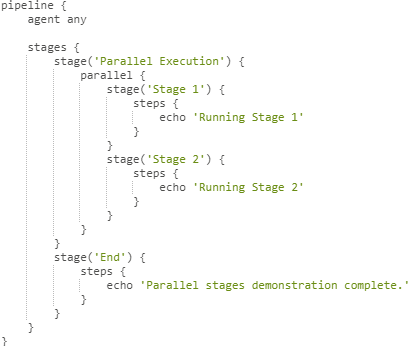 pipeline {
    agent any

    stages {
        stage('Parallel Execution') {
            parallel {
                stage('Stage 1') {
                    steps {
                        echo 'Running Stage 1'
                    }
                }
                stage('Stage 2') {
                    steps {
                        echo 'Running Stage 2'
                    }
                }
            }
        }
        stage('End') {
            steps {
                echo 'Parallel stages demonstration complete.'
            }
        }
    }
}